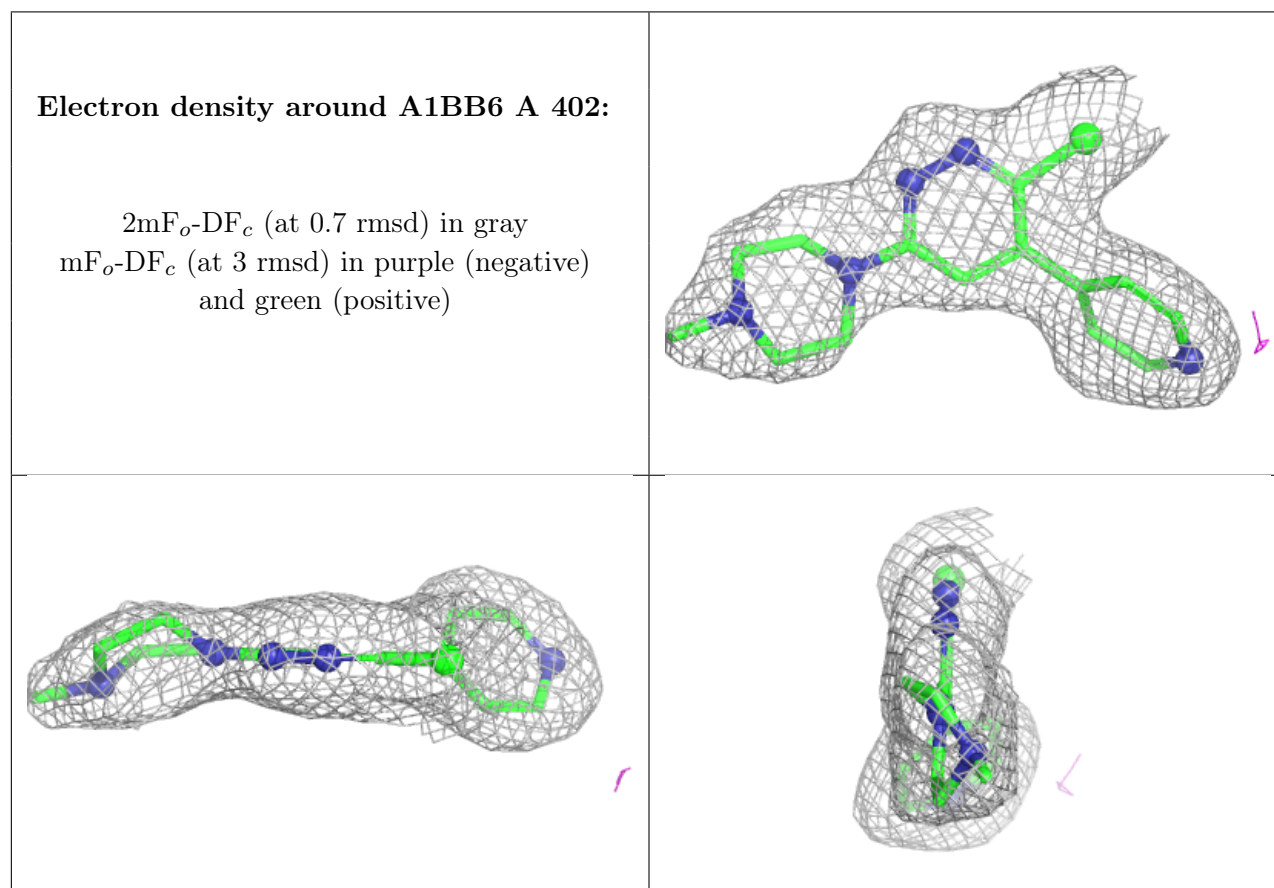 Electron density around A1BB6 A 402:
2mFo-DFc (at 0.7 rmsd) in gray
mFo-DFc (at 3 rmsd) in purple (negative)
and green (positive)